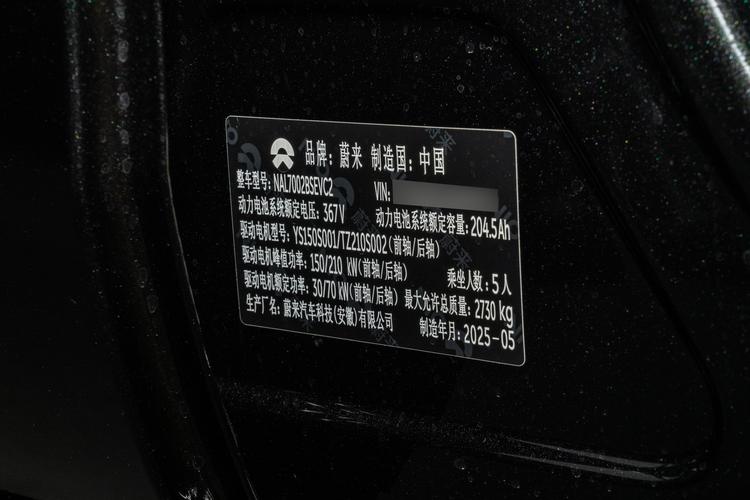 品牌：蔚来 制造国：中国
整车型号：NAL7002BSEVC2 VIN:
动力电池系统额定电压：367V 动力电池系统额定容量：204.5Ah
驱动电机型号：YS150S001/TZ210S002（前轴/后轴）
驱动电机峰值功率：150/210 kW（前轴/后轴） 乘坐人数：5人
驱动电机额定功率：30/70 kW（前轴/后轴） 最大允许总质量：2730 kg
生产厂名：蔚来汽车科技（安徽）有限公司 制造年月：2025-05